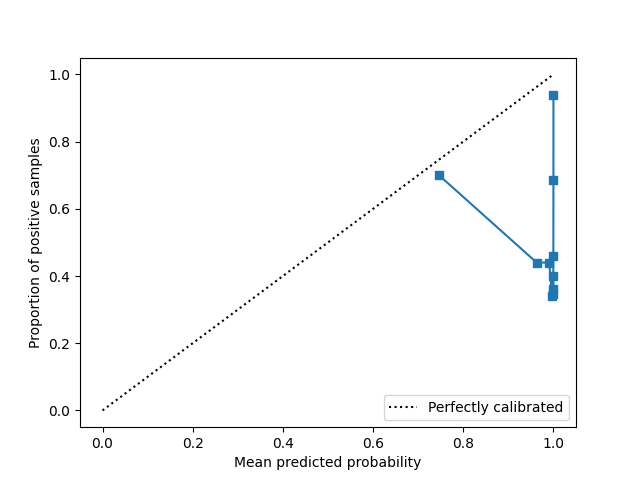 1.0
0.8
0.6
0.4
0.2
0.0
Proportion of positive samples
Perfectly calibrated
0.0 0.2 0.4 0.6 0.8 1.0
Mean predicted probability